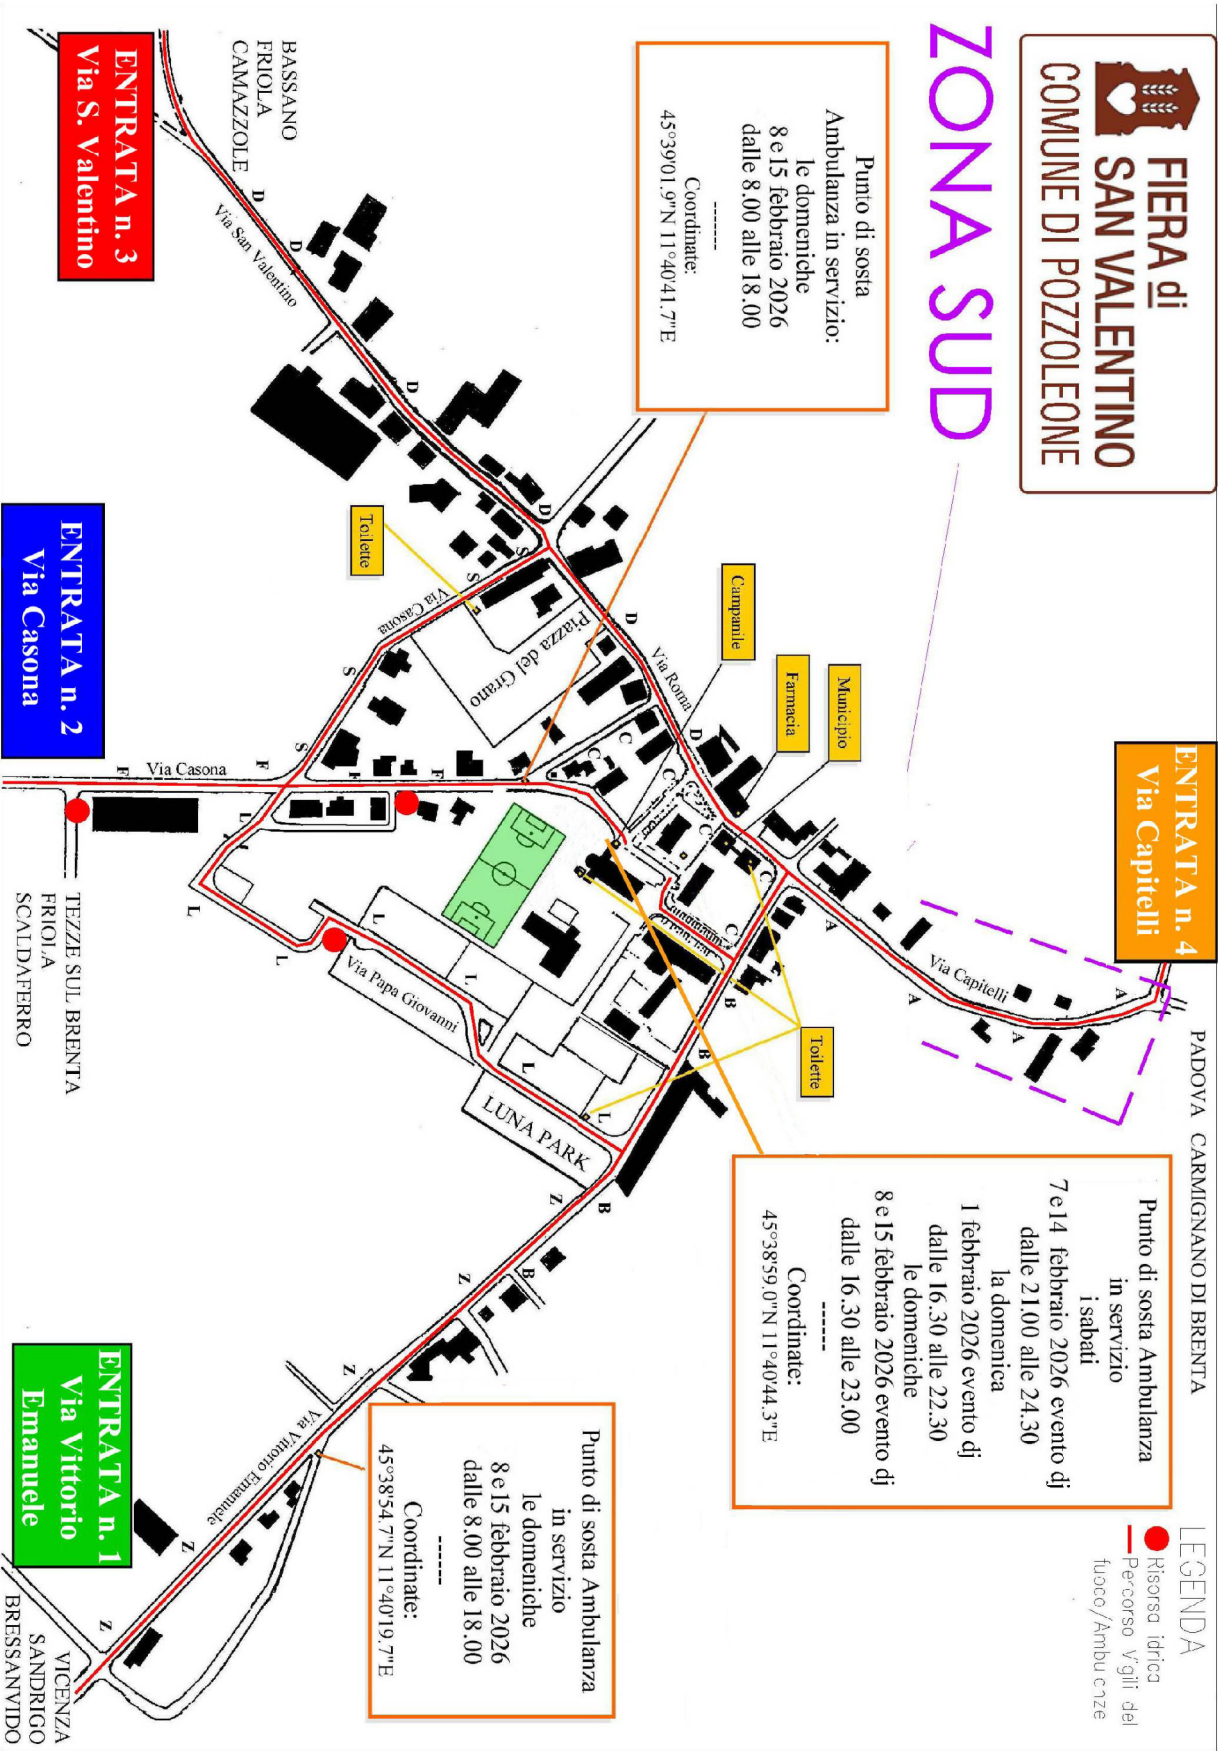 FIERA di
SAN VALENTINO
COMUNE DI POZZOLEONE
ZONA SUD
Punto di sosta
Ambulanza in servizio:
le domeniche
8 e 15 febbraio 2026
dalle 8.00 alle 18.00
-------
Coordinate:
45°39'01.9"N 11°40'41.7"E
BASSANO
FRIOLA
CAMAZZOLE
ENTRATA n. 3
Via S. Valentino
ENTRATA n. 4
Via Capitelli
PADOVA CARMIGNANO DI BRENTA
Municipio
Farmacia
Campanile
Toilette
Toilette
D
D
Via San Valentino
D
D
D
Via Roma
D
S
S
Via Casona
S
S
Piazza del Grano
C
C
C
C
C
C
A
Via Capitelli
A
A
A
B
B
B
B
Via Casona
F
F
F
F
L
L
L
L
L
L
L
Via Papa Giovanni
LUNA PARK
Z
Z
Z
Via Vittorio Emanuele
Z
Z
ENTRATA n. 2
Via Casona
TEZZE SUL BRENTA
FRIOLA
SCALDAFERRO
Punto di sosta Ambulanza
in servizio
i sabati
7 e 14 febbraio 2026 evento dj
dalle 21.00 alle 24.30
la domenica
1 febbraio 2026 evento dj
dalle 16.30 alle 22.30
le domeniche
8 e 15 febbraio 2026 evento dj
dalle 16.30 alle 23.00
-------
Coordinate:
45°38'59.0"N 11°40'44.3"E
LEGENDA
Risorsa idrica
Percorso Vigili del
fuoco/Ambulanze
Punto di sosta Ambulanza
in servizio
le domeniche
8 e 15 febbraio 2026
dalle 8.00 alle 18.00
------
Coordinate:
45°38'54.7"N 11°40'19.7"E
ENTRATA n. 1
Via Vittorio
Emanuele
VICENZA
SANDRIGO
BRESSANVIDO